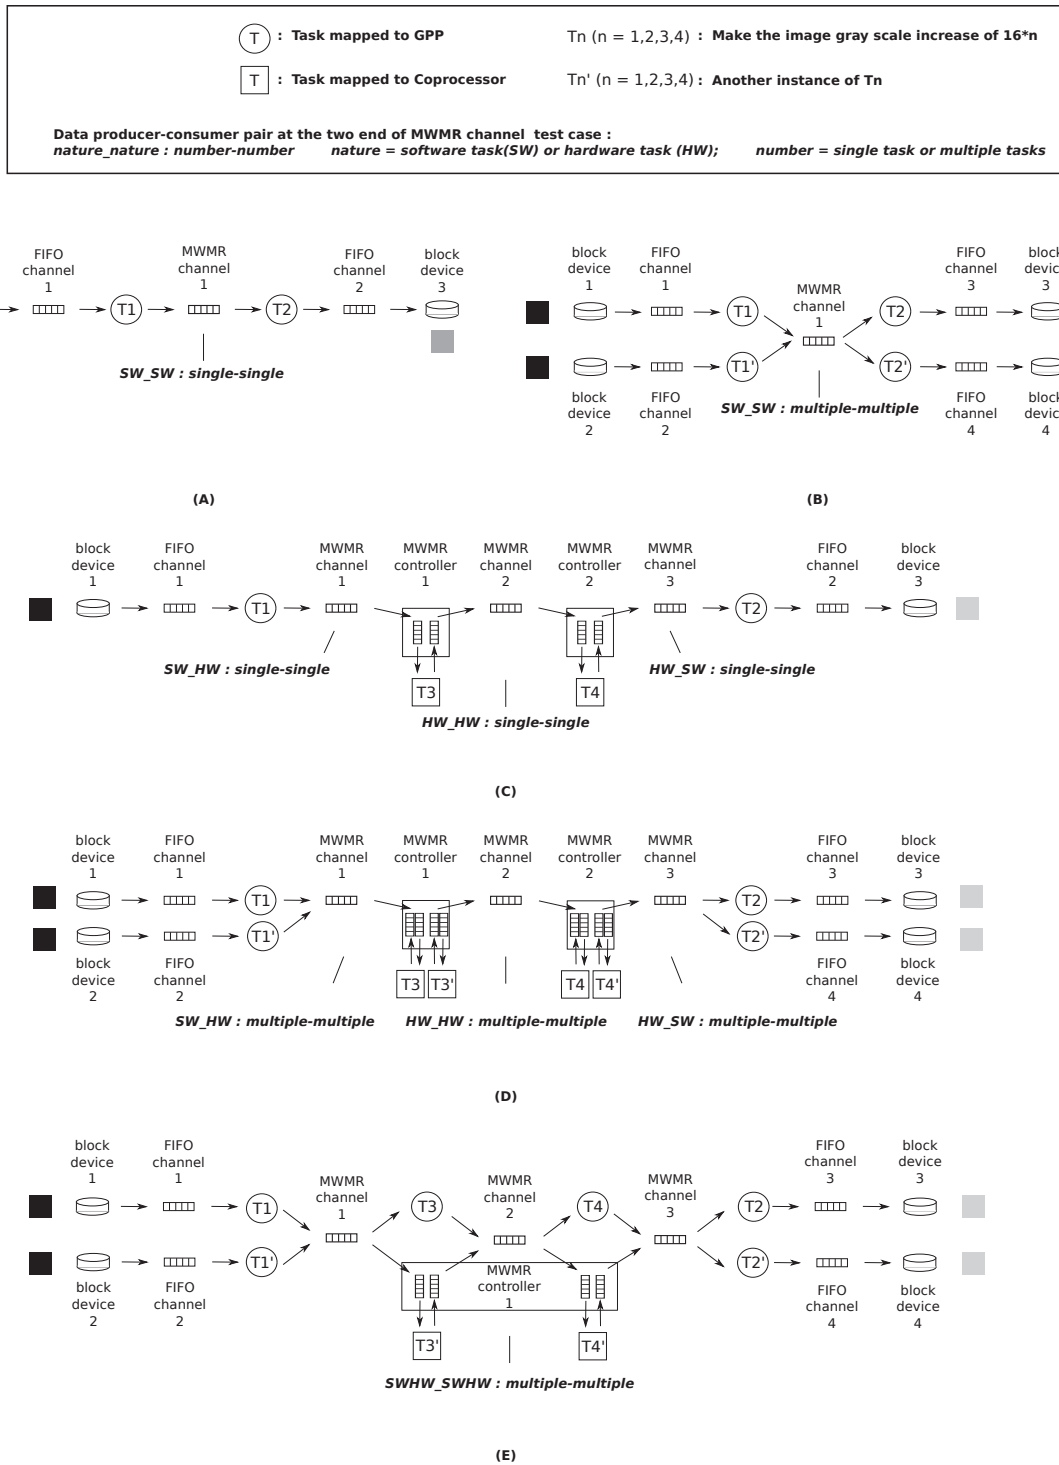 T : Task mapped to GPP Tn (n = 1,2,3,4) : Make the image gray scale increase of 16*n
T : Task mapped to Coprocessor Tn' (n = 1,2,3,4) : Another instance of Tn
Data producer-consumer pair at the two end of MWMR channel test case :
nature_nature : number-number nature = software task(SW) or hardware task (HW); number = single task or multiple tasks
FIFO channel 1
MWMR channel 1
FIFO channel 2
block device 3
T1 T2
SW_SW : single-single
(A)
block device 1
FIFO channel 1
MWMR channel 1
FIFO channel 3
block device 3
T1 T2
T1' T2'
block device 2
FIFO channel 2
SW_SW : multiple-multiple
FIFO channel 4
block device 4
(B)
block device 1
FIFO channel 1
MWMR channel 1
MWMR controller 1
MWMR channel 2
MWMR controller 2
MWMR channel 3
FIFO channel 2
block device 3
T1 T2
SW_HW : single-single
HW_SW : single-single
T3 T4
HW_HW : single-single
(C)
block device 1
FIFO channel 1
MWMR channel 1
MWMR controller 1
MWMR channel 2
MWMR controller 2
MWMR channel 3
FIFO channel 3
block device 3
T1 T2
T1' T2'
block device 2
FIFO channel 2
T3 T3' T4 T4'
FIFO channel 4
block device 4
SW_HW : multiple-multiple HW_HW : multiple-multiple HW_SW : multiple-multiple
(D)
block device 1
FIFO channel 1
MWMR channel 1
MWMR channel 2
MWMR channel 3
FIFO channel 3
block device 3
T1 T3 T4 T2
T1' T2'
MWMR controller 1
block device 2
FIFO channel 2
FIFO channel 4
block device 4
T3' T4'
SWHW_SWHW : multiple-multiple
(E)